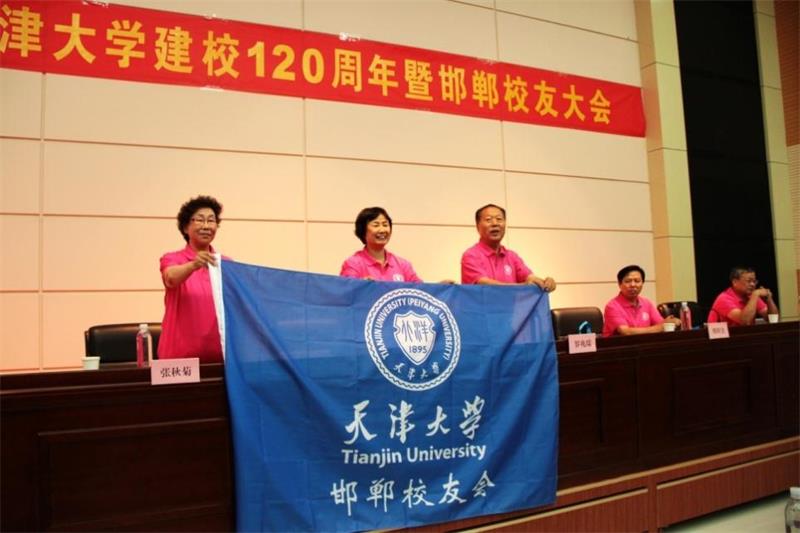 津大学建校120周年暨邯郸校友大会
TIANJIN UNIVERSITY (PEIYANG UNIVERSITY)
北洋
1895
天津大学
天津大学
Tianjin University
邯郸校友会
张秋菊